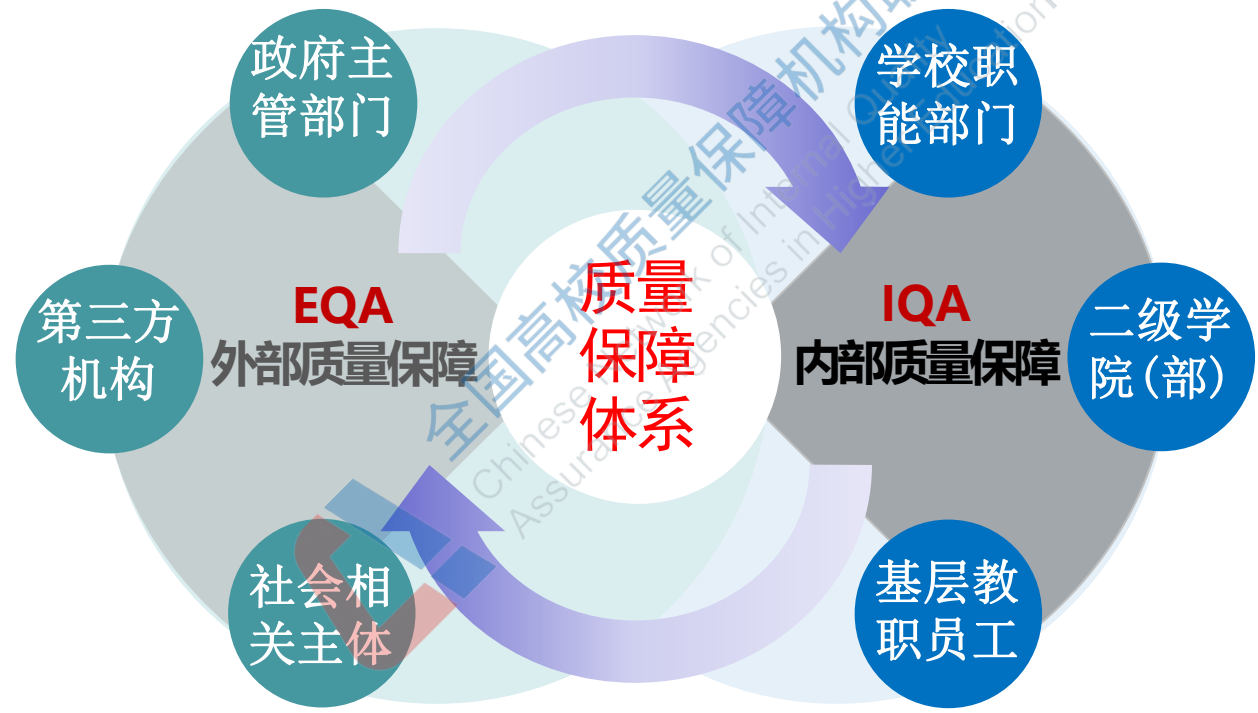 政府主
管部门
学校职
能部门
第三方
机构
EQA
外部质量保障
质量
保障
体系
IQA
内部质量保障
二级学
院（部）
社会相
关主体
基层教
职员工
全国高校质量保障机构
Chinese Network of Internal Quality
Assurance Agencies in Higher Education